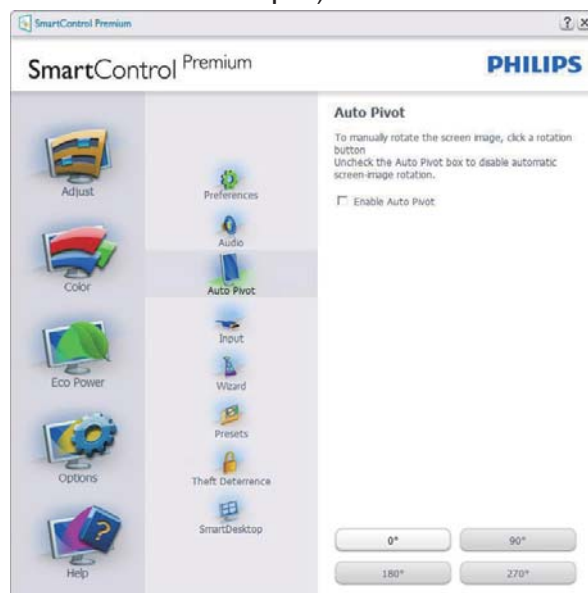 SmartControl Premium
SmartControl Premium
PHILIPS
Adjust
Color
Eco Power
Options
Help
Preferences
Audio
Auto Pivot
Input
Wizard
Presets
Theft Deterrence
SmartDesktop
Auto Pivot
To manually rotate the screen image, click a rotation
button
Uncheck the Auto Pivot box to disable automatic
screen-image rotation.
Enable Auto Pivot
0°
90°
180°
270°